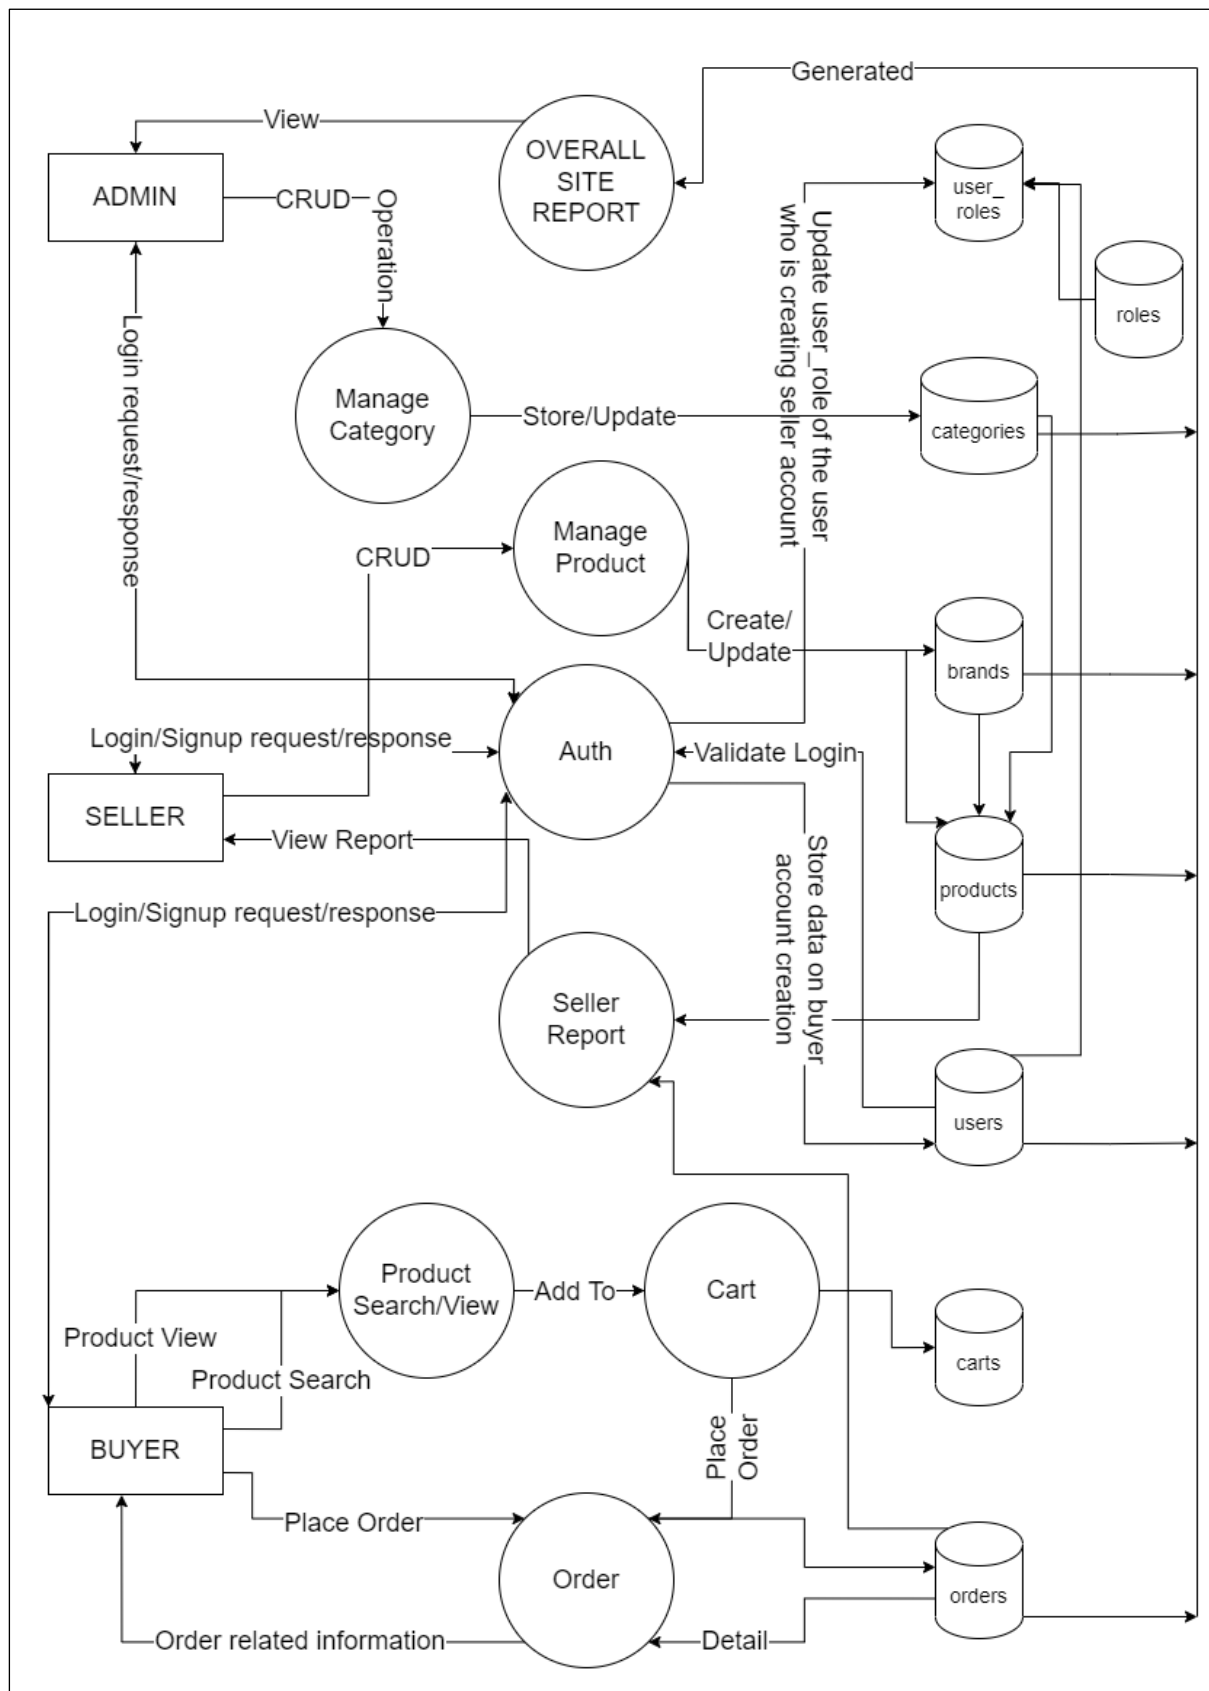 Generated
View
OVERALL
SITE
REPORT
user_
roles
ADMIN
CRUD
Operation
roles
Login request/response
Update user_role of the user
who is creating seller account
Manage
Category
Store/Update
categories
Manage
Product
CRUD
Create/
Update
brands
Login/Signup request/response
Auth
Validate Login
SELLER
View Report
Store data on buyer
account creation
products
Login/Signup request/response
Seller
Report
users
Product
Search/View
Add To
Cart
Product View
Product Search
carts
BUYER
Place
Order
Place Order
Order
orders
Order related information
Detail